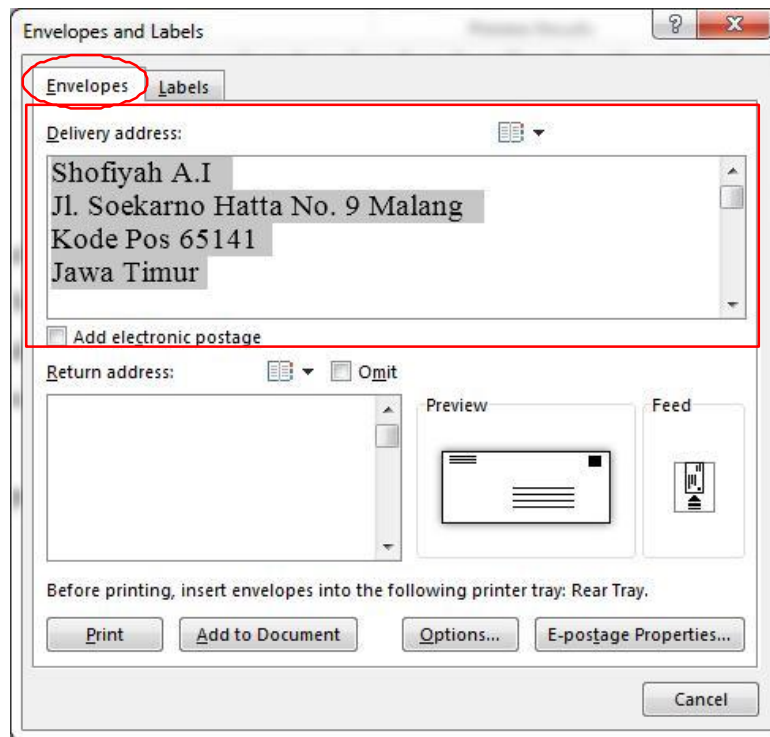 Envelopes and Labels
Envelopes
Labels
Delivery address:
Shofiyah A.I
Jl. Soekarno Hatta No. 9 Malang
Kode Pos 65141
Jawa Timur
Add electronic postage
Return address:
Omit
Preview
Feed
Before printing, insert envelopes into the following printer tray: Rear Tray.
Print
Add to Document
Options...
E-postage Properties...
Cancel